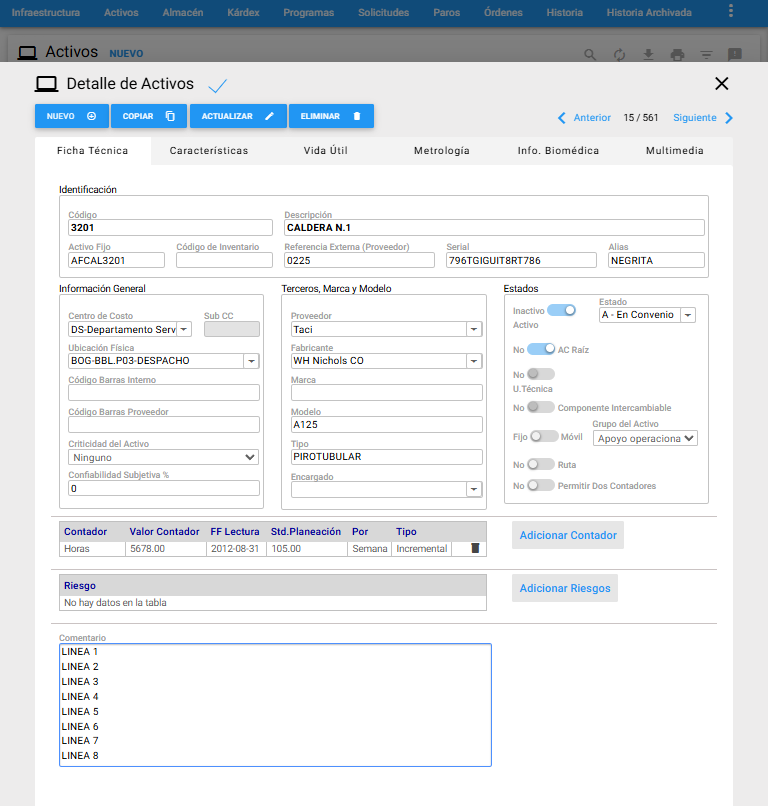 Infraestructura Activos Almacén Kárdex Programas Solicitudes Paros Órdenes Historia Historia Archivada
Activos NUEVO
Detalle de Activos
NUEVO COPIAR ACTUALIZAR ELIMINAR Anterior 15 / 561 Siguiente
Ficha Técnica Características Vida Útil Metrología Info. Biomédica Multimedia
Identificación
Código Descripción
3201 CALDERA N.1
Activo Fijo Código de Inventario Referencia Externa (Proveedor) Serial Alias
AFCAL3201 0225 796TGIGUIT8RT786 NEGRITA
Información General
Centro de Costo Sub CC
DS-Departamento Serv
Ubicación Física
BOG-BBL.P03-DESPACHO
Código Barras Interno
Código Barras Proveedor
Criticidad del Activo
Ninguno
Confiabilidad Subjetiva %
0
Terceros, Marca y Modelo
Proveedor
Taci
Fabricante
WH Nichols CO
Marca
Modelo
A125
Tipo
PIROTUBULAR
Encargado
Estados
Inactivo Activo
Estado
A - En Convenio
No AC Raíz
No U.Técnica
No Componente Intercambiable
Fijo Móvil
Grupo del Activo
Apoyo operaciona
No Ruta
No Permitir Dos Contadores
Contador Valor Contador FF Lectura Std.Planeación Por Tipo
Horas 5678.00 2012-08-31 105.00 Semana Incremental
Adicionar Contador
Riesgo
No hay datos en la tabla
Adicionar Riesgos
Comentario
LINEA 1
LINEA 2
LINEA 3
LINEA 4
LINEA 5
LINEA 6
LINEA 7
LINEA 8